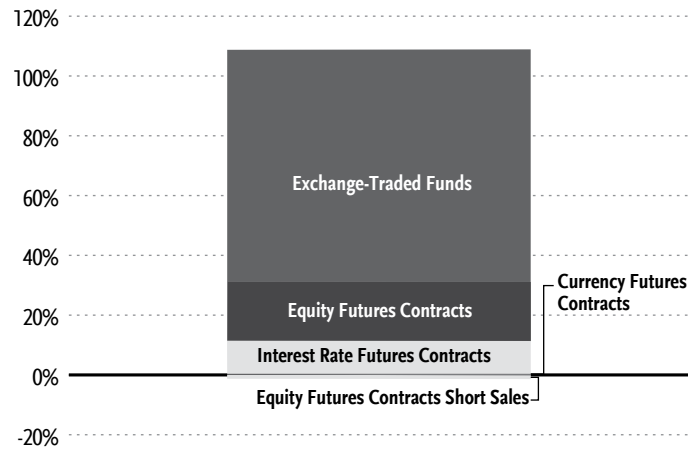 120%
100%
80%
Exchange-Traded Funds
60%
40%
Currency Futures
Contracts
Equity Futures Contracts
20%
Interest Rate Futures Contracts
0%
Equity Futures Contracts Short Sales
-20%